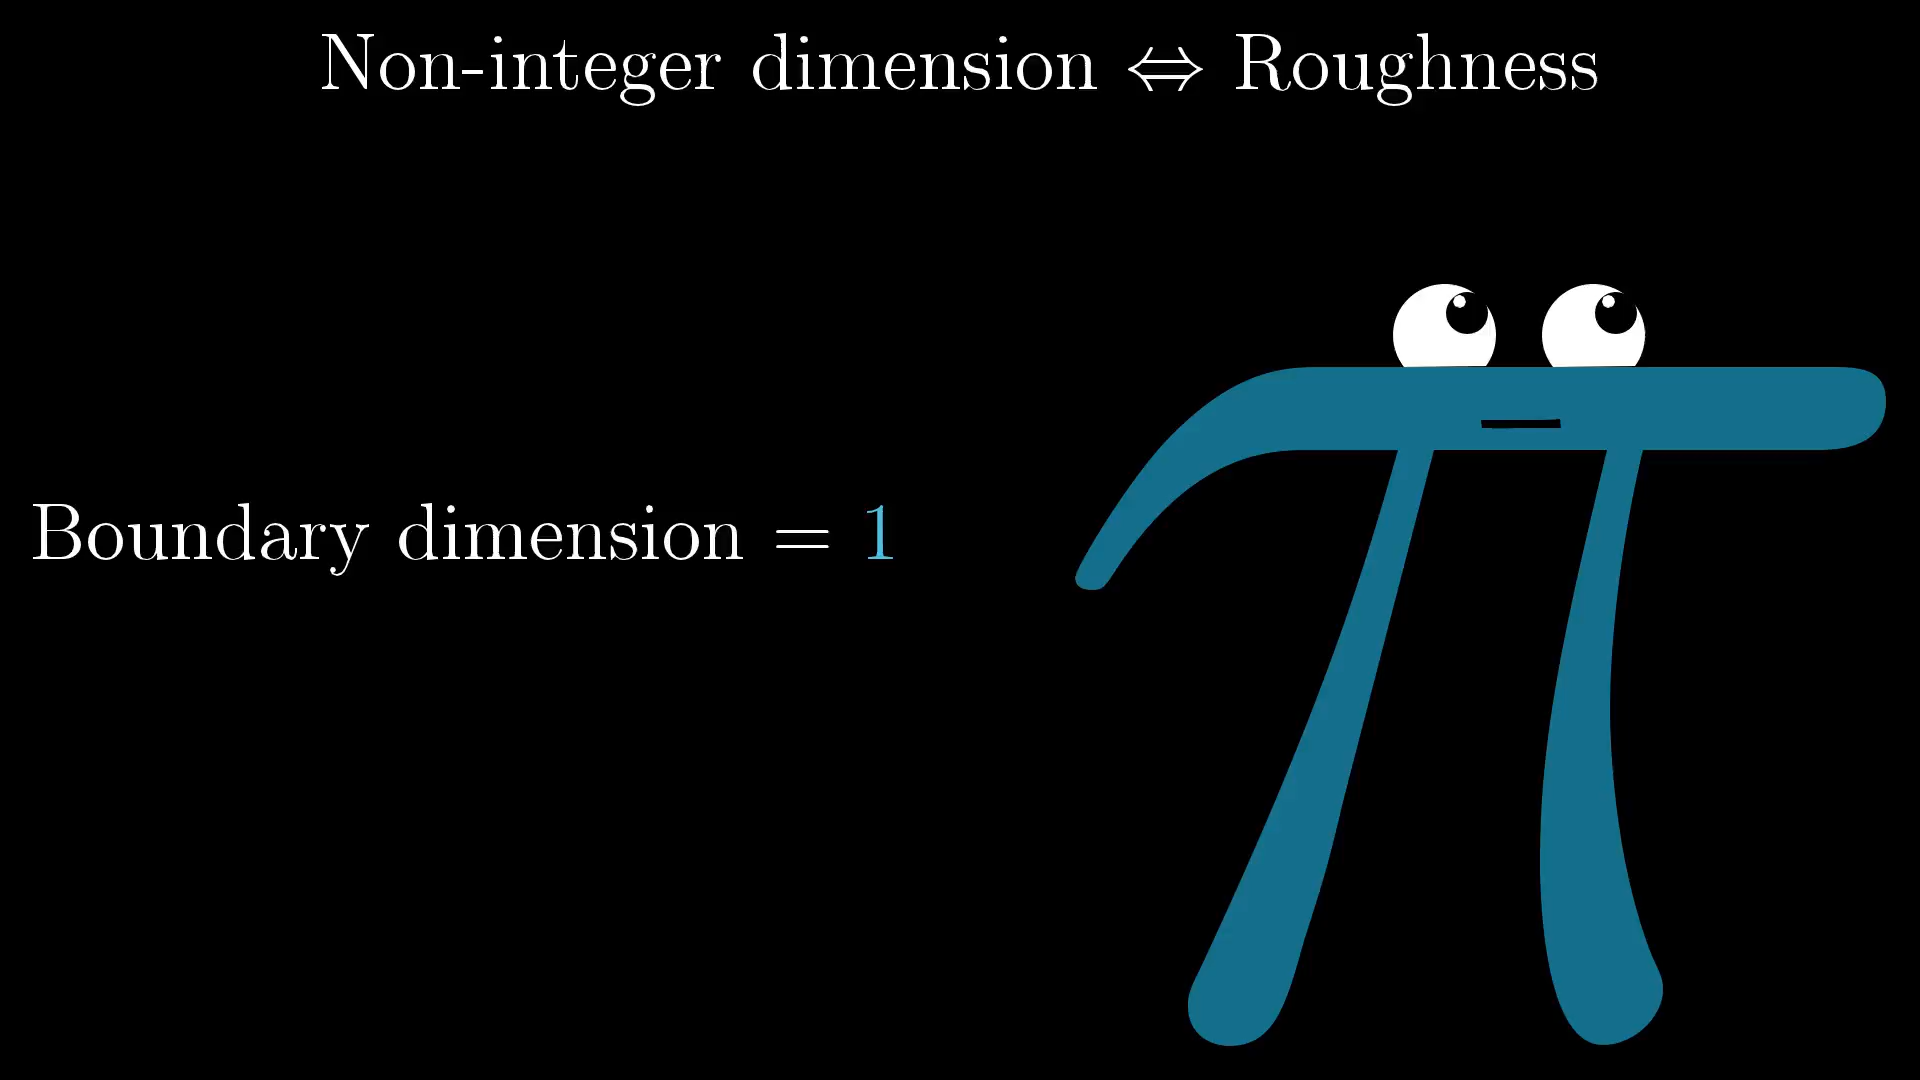 Non-integer dimension ⇔ Roughness
Boundary dimension = 1